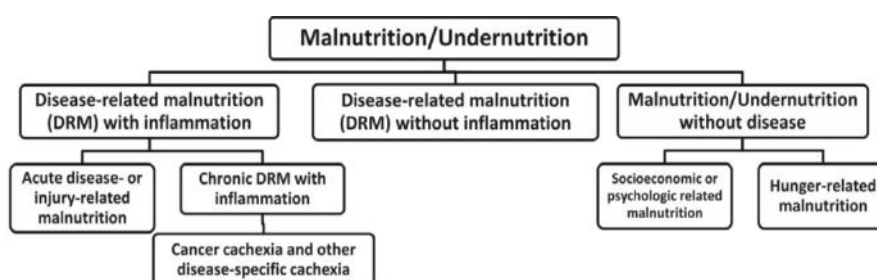 Malnutrition/Undernutrition
Disease-related malnutrition
(DRM) with inflammation
Disease-related malnutrition
(DRM) without inflammation
Malnutrition/Undernutrition
without disease
Acute disease- or
injury-related
malnutrition
Chronic DRM with
inflammation
Socioeconomic or
psychologic related
malnutrition
Hunger-related
malnutrition
Cancer cachexia and other
disease-specific cachexia